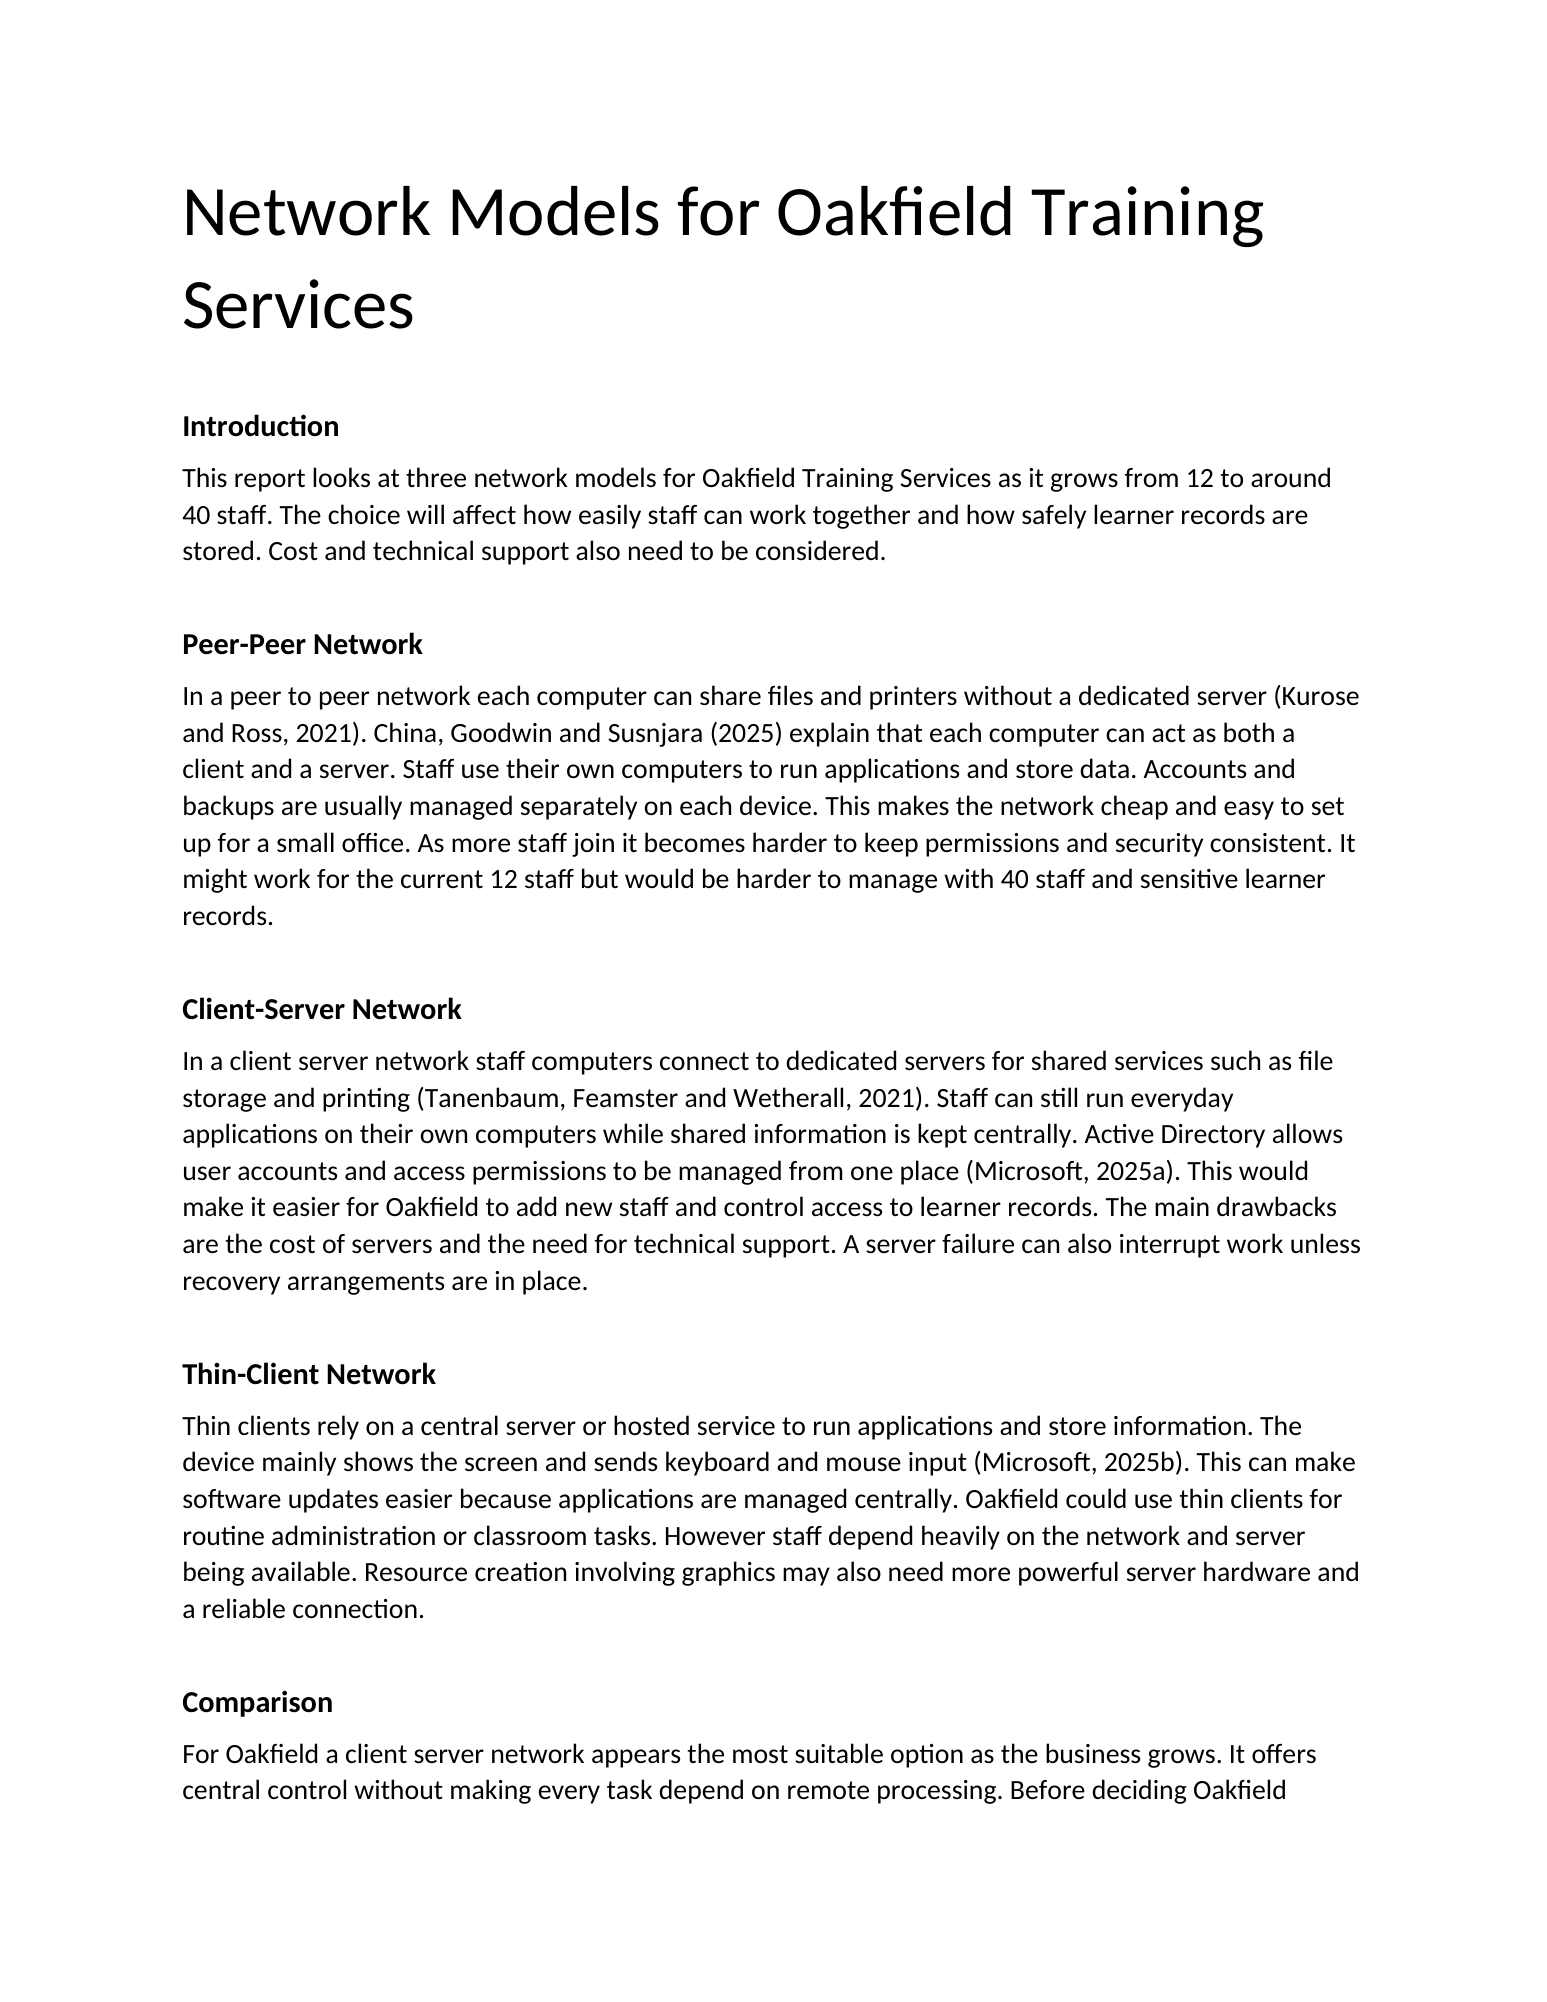 Network Models for Oakfield Training
Services
Introduction
This report looks at three network models for Oakfield Training Services as it grows from 12 to around
40 staff. The choice will affect how easily staff can work together and how safely learner records are
stored. Cost and technical support also need to be considered.
Peer-Peer Network
In a peer to peer network each computer can share files and printers without a dedicated server (Kurose
and Ross, 2021). China, Goodwin and Susnjara (2025) explain that each computer can act as both a
client and a server. Staff use their own computers to run applications and store data. Accounts and
backups are usually managed separately on each device. This makes the network cheap and easy to set
up for a small office. As more staff join it becomes harder to keep permissions and security consistent. It
might work for the current 12 staff but would be harder to manage with 40 staff and sensitive learner
records.
Client-Server Network
In a client server network staff computers connect to dedicated servers for shared services such as file
storage and printing (Tanenbaum, Feamster and Wetherall, 2021). Staff can still run everyday
applications on their own computers while shared information is kept centrally. Active Directory allows
user accounts and access permissions to be managed from one place (Microsoft, 2025a). This would
make it easier for Oakfield to add new staff and control access to learner records. The main drawbacks
are the cost of servers and the need for technical support. A server failure can also interrupt work unless
recovery arrangements are in place.
Thin-Client Network
Thin clients rely on a central server or hosted service to run applications and store information. The
device mainly shows the screen and sends keyboard and mouse input (Microsoft, 2025b). This can make
software updates easier because applications are managed centrally. Oakfield could use thin clients for
routine administration or classroom tasks. However staff depend heavily on the network and server
being available. Resource creation involving graphics may also need more powerful server hardware and
a reliable connection.
Comparison
For Oakfield a client server network appears the most suitable option as the business grows. It offers
central control without making every task depend on remote processing. Before deciding Oakfield